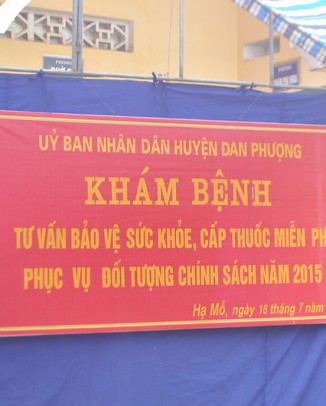 UỶ BAN NHÂN DÂN HUYỆN ĐAN PHƯỢNG
KHÁM BỆNH
TƯ VẤN BẢO VỆ SỨC KHỎE, CẤP THUỐC MIỄN PH
PHỤC VỤ ĐỐI TƯỢNG CHÍNH SÁCH NĂM 2015
Hạ Mỗ, ngày 16 tháng 7 năm